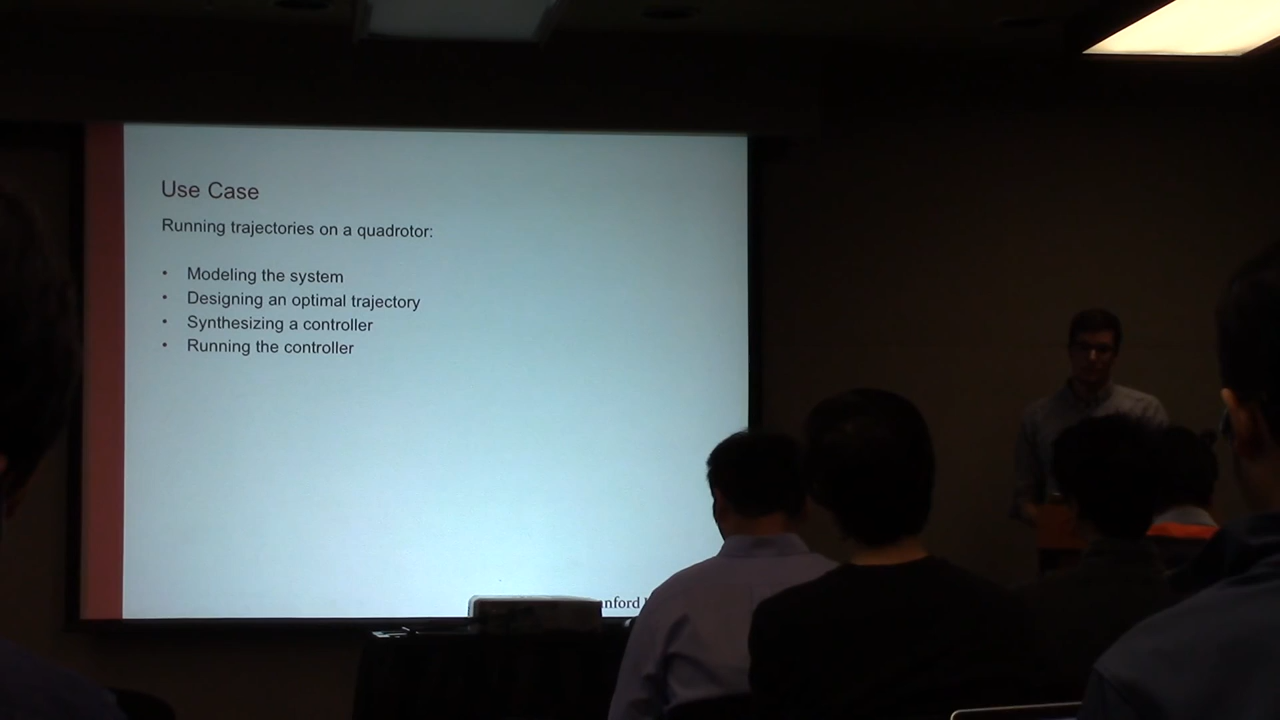 Use Case
Running trajectories on a quadrotor:
• Modeling the system
• Designing an optimal trajectory
• Synthesizing a controller
• Running the controller